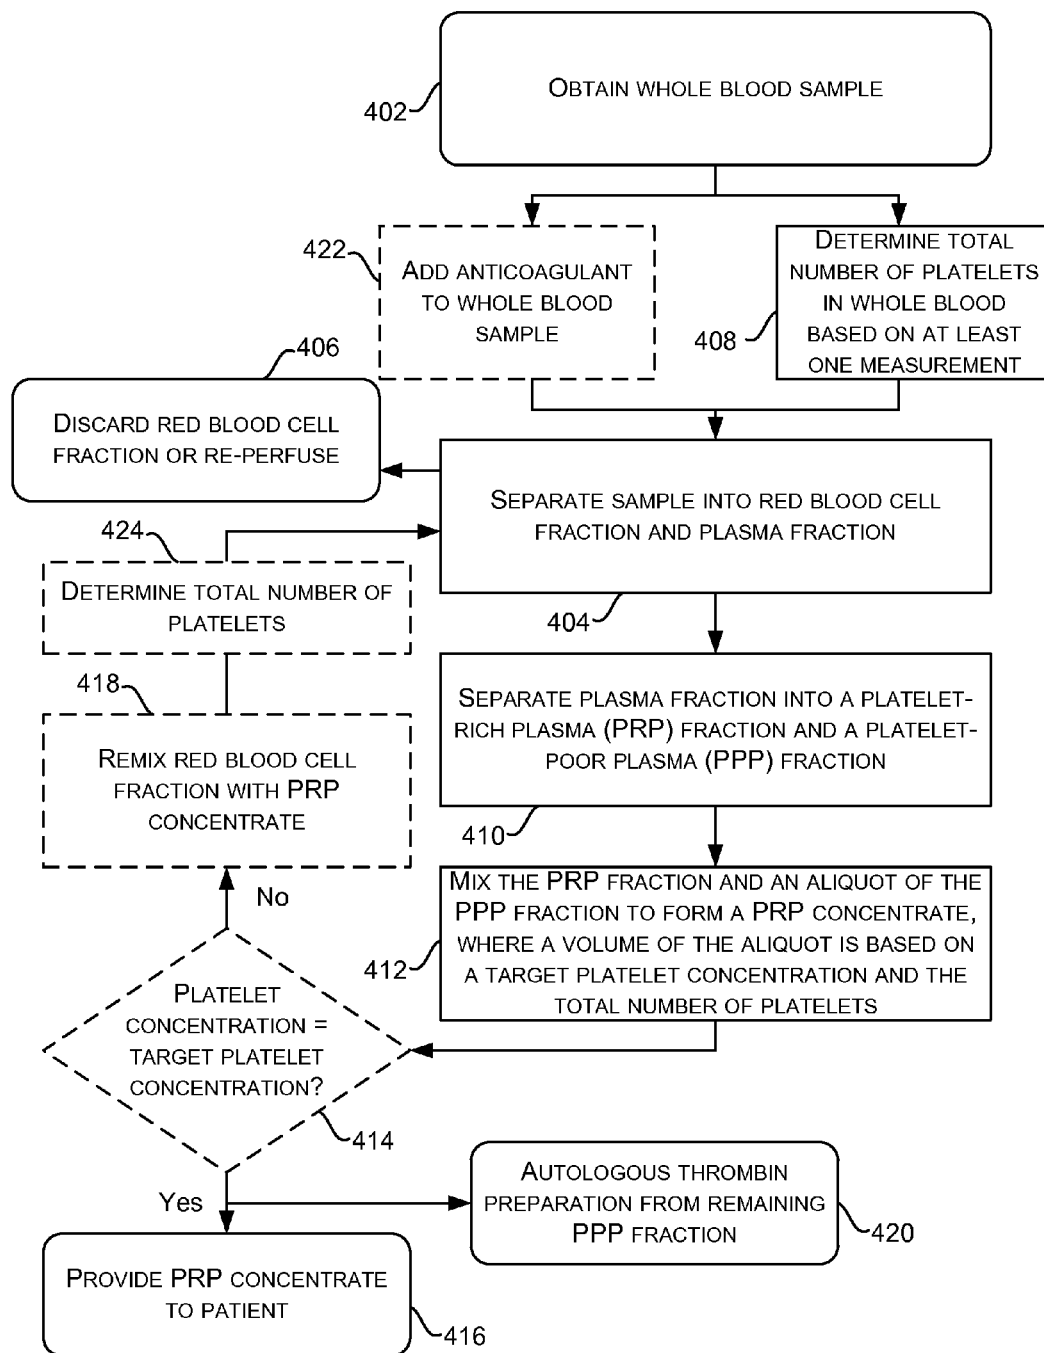 OBTAIN WHOLE BLOOD SAMPLE
402
422
ADD ANTICOAGULANT
TO WHOLE BLOOD
SAMPLE
DETERMINE TOTAL
NUMBER OF PLATELETS
IN WHOLE BLOOD
BASED ON AT LEAST
ONE MEASUREMENT
408
406
DISCARD RED BLOOD CELL
FRACTION OR RE-PERFUSE
SEPARATE SAMPLE INTO RED BLOOD CELL
FRACTION AND PLASMA FRACTION
404
424
DETERMINE TOTAL NUMBER OF
PLATELETS
SEPARATE PLASMA FRACTION INTO A PLATELET-
RICH PLASMA (PRP) FRACTION AND A PLATELET-
POOR PLASMA (PPP) FRACTION
410
418
REMIX RED BLOOD CELL
FRACTION WITH PRP
CONCENTRATE
No
MIX THE PRP FRACTION AND AN ALIQUOT OF THE
PPP FRACTION TO FORM A PRP CONCENTRATE,
WHERE A VOLUME OF THE ALIQUOT IS BASED ON
A TARGET PLATELET CONCENTRATION AND THE
TOTAL NUMBER OF PLATELETS
412
PLATELET
CONCENTRATION =
TARGET PLATELET
CONCENTRATION?
414
Yes
AUTOLOGOUS THROMBIN
PREPARATION FROM REMAINING
PPP FRACTION
420
PROVIDE PRP CONCENTRATE
TO PATIENT
416